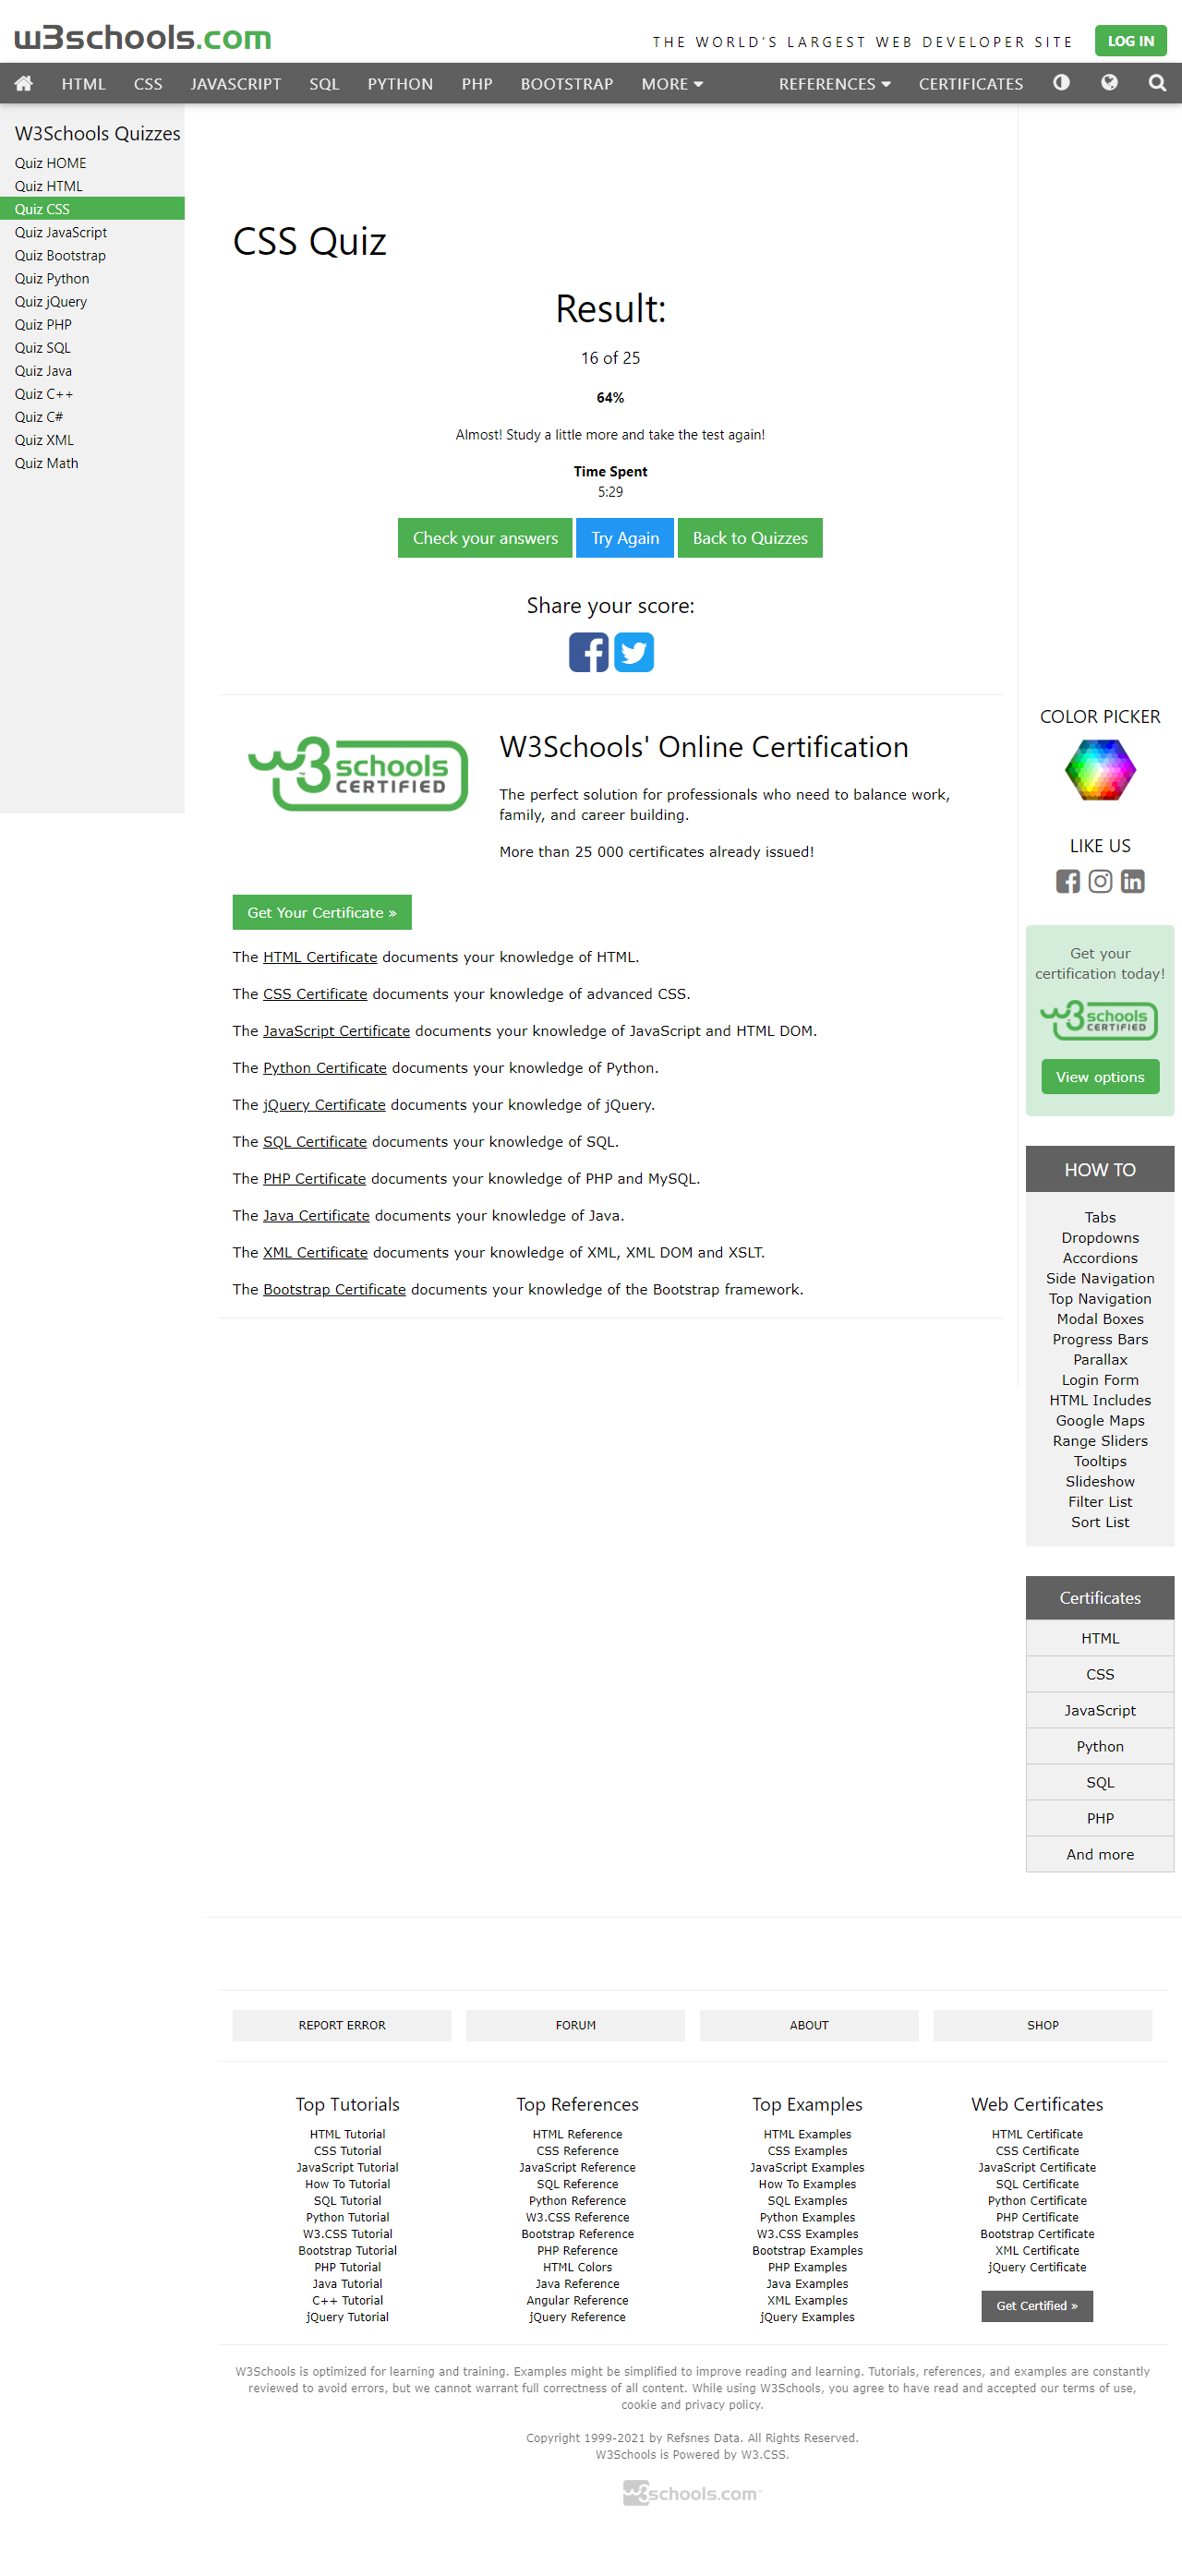 w3schools.com
THE WORLD'S LARGEST WEB DEVELOPER SITE
LOG IN
HTML CSS JAVASCRIPT SQL PYTHON PHP BOOTSTRAP MORE REFERENCES CERTIFICATES
W3Schools Quizzes
Quiz HOME
Quiz HTML
Quiz CSS
Quiz JavaScript
Quiz Bootstrap
Quiz Python
Quiz jQuery
Quiz PHP
Quiz SQL
Quiz Java
Quiz C++
Quiz C#
Quiz XML
Quiz Math
CSS Quiz
Result:
16 of 25
64%
Almost! Study a little more and take the test again!
Time Spent
5:29
Check your answers
Try Again
Back to Quizzes
Share your score:
w3schools
CERTIFIED
W3Schools' Online Certification
The perfect solution for professionals who need to balance work,
family, and career building.
More than 25 000 certificates already issued!
Get Your Certificate »
The HTML Certificate documents your knowledge of HTML.
The CSS Certificate documents your knowledge of advanced CSS.
The JavaScript Certificate documents your knowledge of JavaScript and HTML DOM.
The Python Certificate documents your knowledge of Python.
The jQuery Certificate documents your knowledge of jQuery.
The SQL Certificate documents your knowledge of SQL.
The PHP Certificate documents your knowledge of PHP and MySQL.
The Java Certificate documents your knowledge of Java.
The XML Certificate documents your knowledge of XML, XML DOM and XSLT.
The Bootstrap Certificate documents your knowledge of the Bootstrap framework.
COLOR PICKER
LIKE US
Get your
certification today!
w3schools
CERTIFIED
View options
HOW TO
Tabs
Dropdowns
Accordions
Side Navigation
Top Navigation
Modal Boxes
Progress Bars
Parallax
Login Form
HTML Includes
Google Maps
Range Sliders
Tooltips
Slideshow
Filter List
Sort List
Certificates
HTML
CSS
JavaScript
Python
SQL
PHP
And more
REPORT ERROR
FORUM
ABOUT
SHOP
Top Tutorials
HTML Tutorial
CSS Tutorial
JavaScript Tutorial
How To Tutorial
SQL Tutorial
Python Tutorial
W3.CSS Tutorial
Bootstrap Tutorial
PHP Tutorial
Java Tutorial
C++ Tutorial
jQuery Tutorial
Top References
HTML Reference
CSS Reference
JavaScript Reference
SQL Reference
Python Reference
W3.CSS Reference
Bootstrap Reference
PHP Reference
HTML Colors
Java Reference
Angular Reference
jQuery Reference
Top Examples
HTML Examples
CSS Examples
JavaScript Examples
How To Examples
SQL Examples
Python Examples
W3.CSS Examples
Bootstrap Examples
PHP Examples
Java Examples
XML Examples
jQuery Examples
Web Certificates
HTML Certificate
CSS Certificate
JavaScript Certificate
SQL Certificate
Python Certificate
PHP Certificate
Bootstrap Certificate
XML Certificate
jQuery Certificate
Get Certified »
W3Schools is optimized for learning and training. Examples might be simplified to improve reading and learning. Tutorials, references, and examples are constantly
reviewed to avoid errors, but we cannot warrant full correctness of all content. While using W3Schools, you agree to have read and accepted our terms of use,
cookie and privacy policy.
Copyright 1999-2021 by Refsnes Data. All Rights Reserved.
W3Schools is Powered by W3.CSS.
w3schools.com